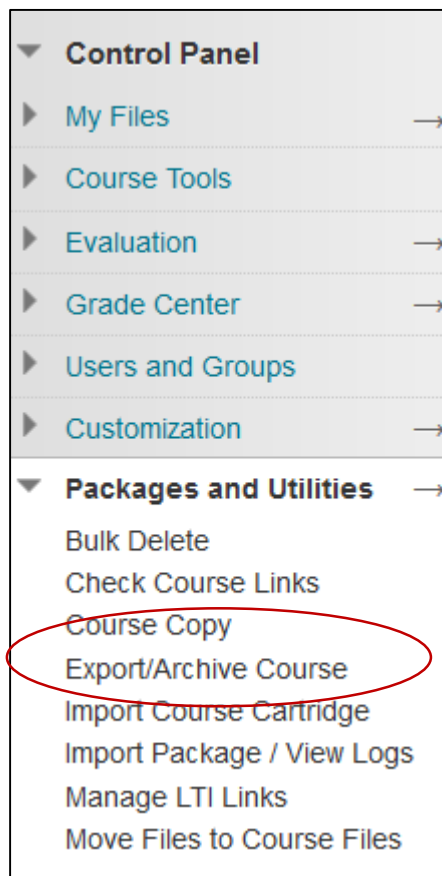 Control Panel
My Files
Course Tools
Evaluation
Grade Center
Users and Groups
Customization
Packages and Utilities
Bulk Delete
Check Course Links
Course Copy
Export/Archive Course
Import Course Cartridge
Import Package / View Logs
Manage LTI Links
Move Files to Course Files